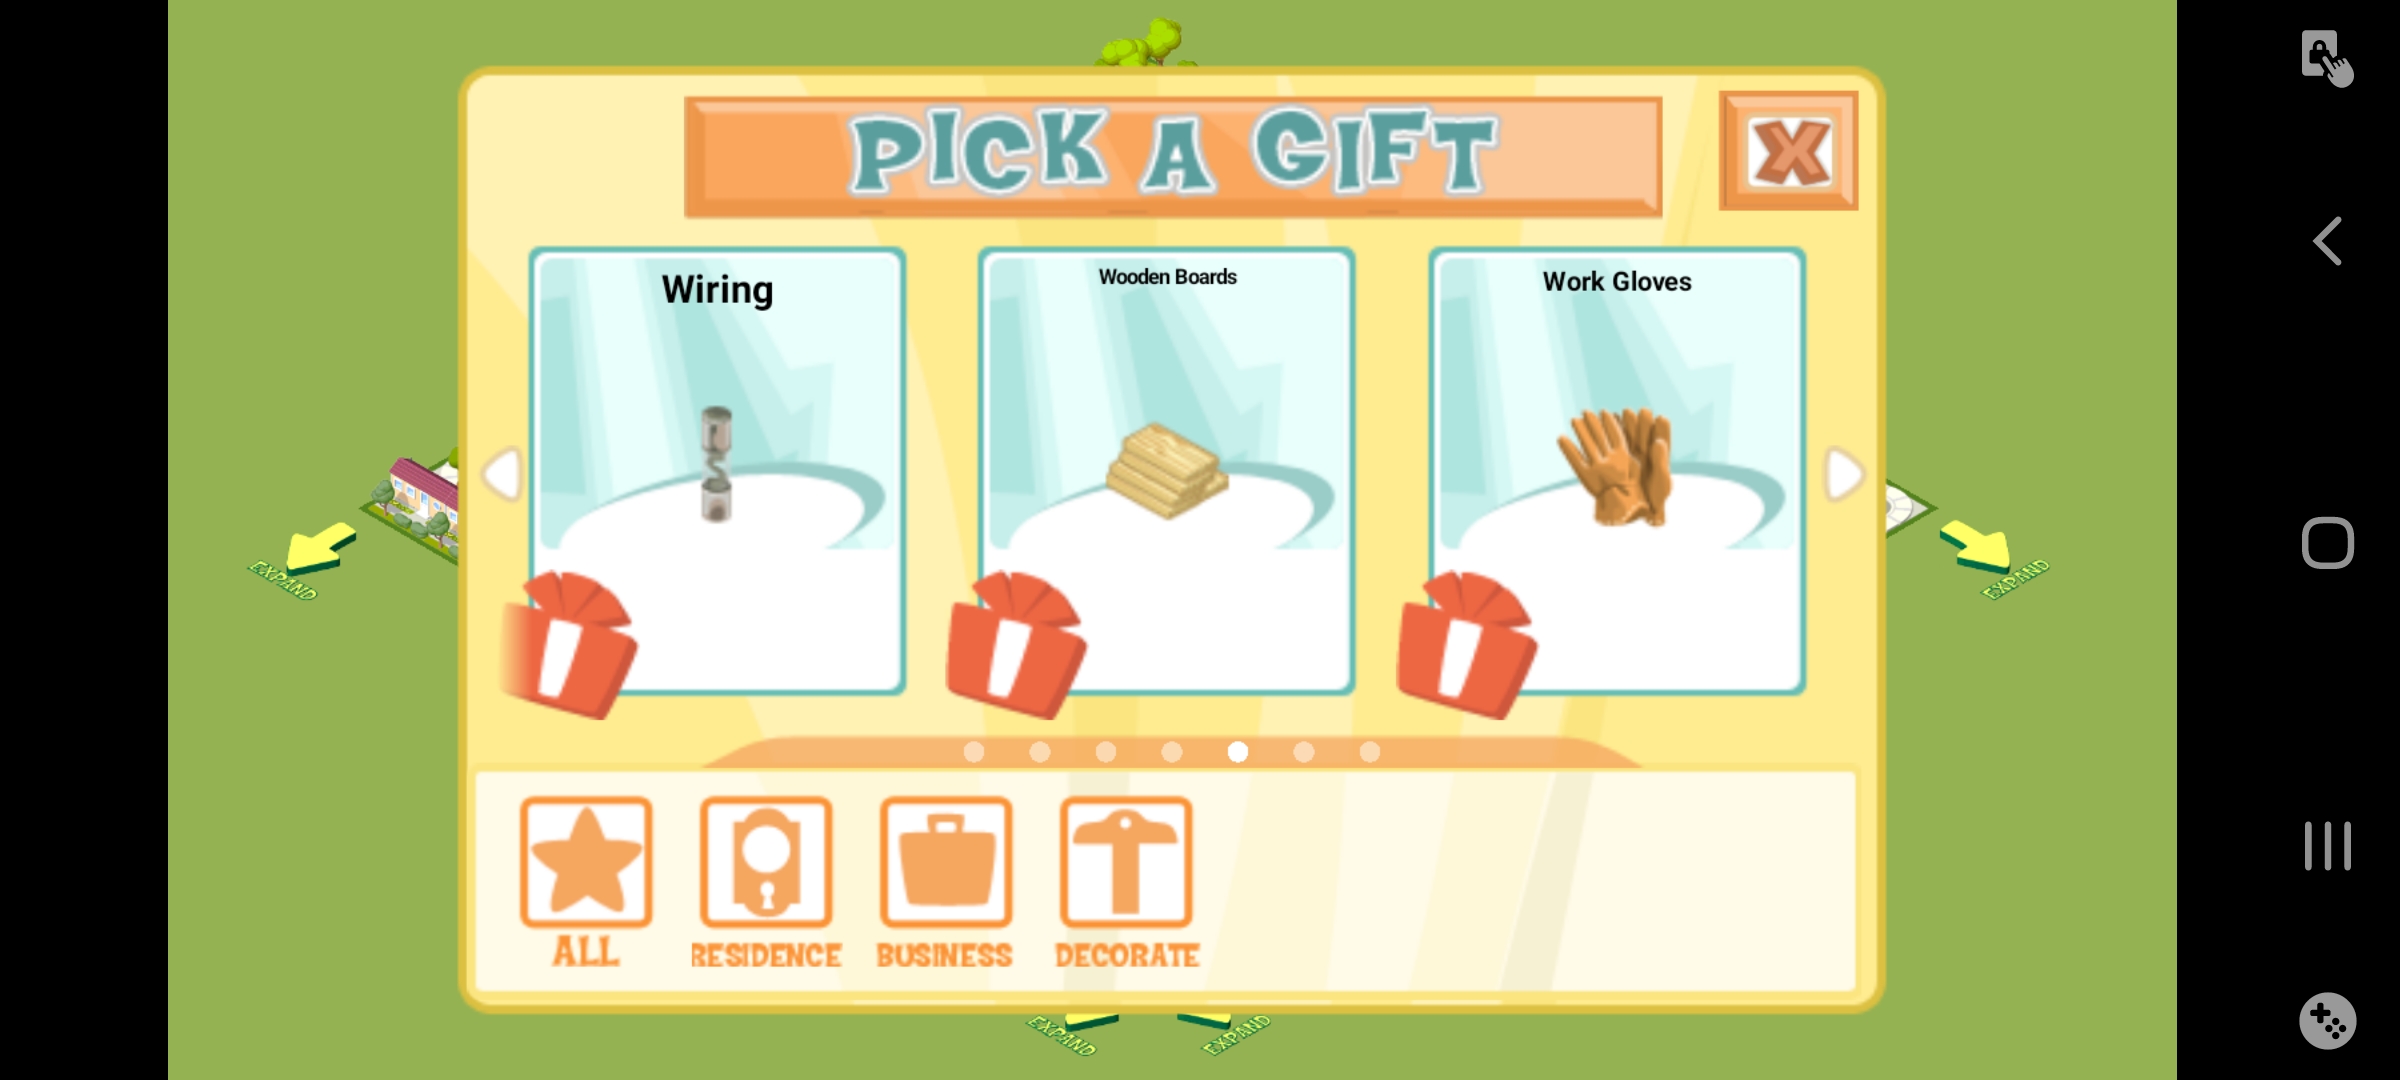 PICK A GIFT
X
Wiring
Wooden Boards
Work Gloves
EXPAND
EXPAND
ALL
RESIDENCE
BUSINESS
DECORATE
EXPAND
EXPAND